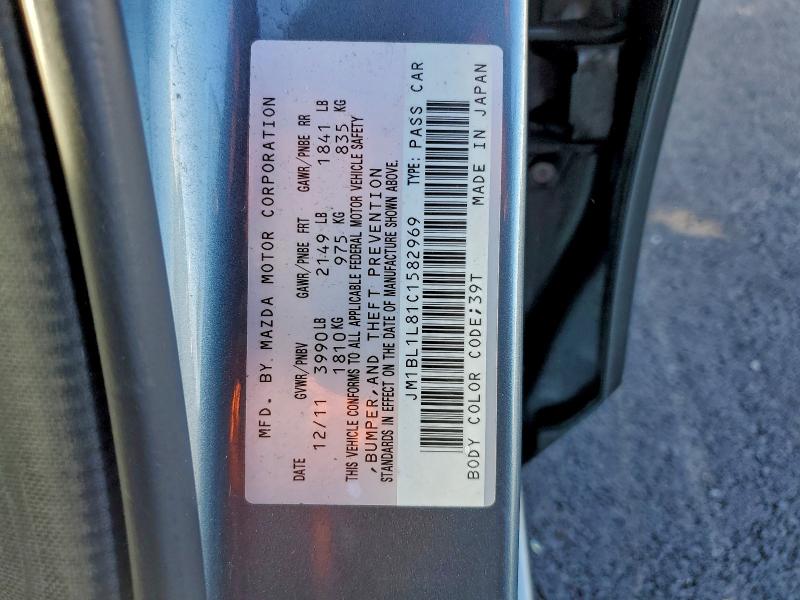 MFD. BY MAZDA MOTOR CORPORATION
DATE GVWR/PNBV GAWR/PNBE FRT GAWR/PNBE RR
12/11 3990LB 2149 LB 1841 LB
1810KG 975 KG 835 KG
THIS VEHICLE CONFORMS TO ALL APPLICABLE FEDERAL MOTOR VEHICLE SAFETY
,BUMPER,AND THEFT PREVENTION
STANDARDS IN EFFECT ON THE DATE OF MANUFACTURE SHOWN ABOVE.
JM1BL1L81C1582969 TYPE: PASS CAR
BODY COLOR CODE;39T MADE IN JAPAN